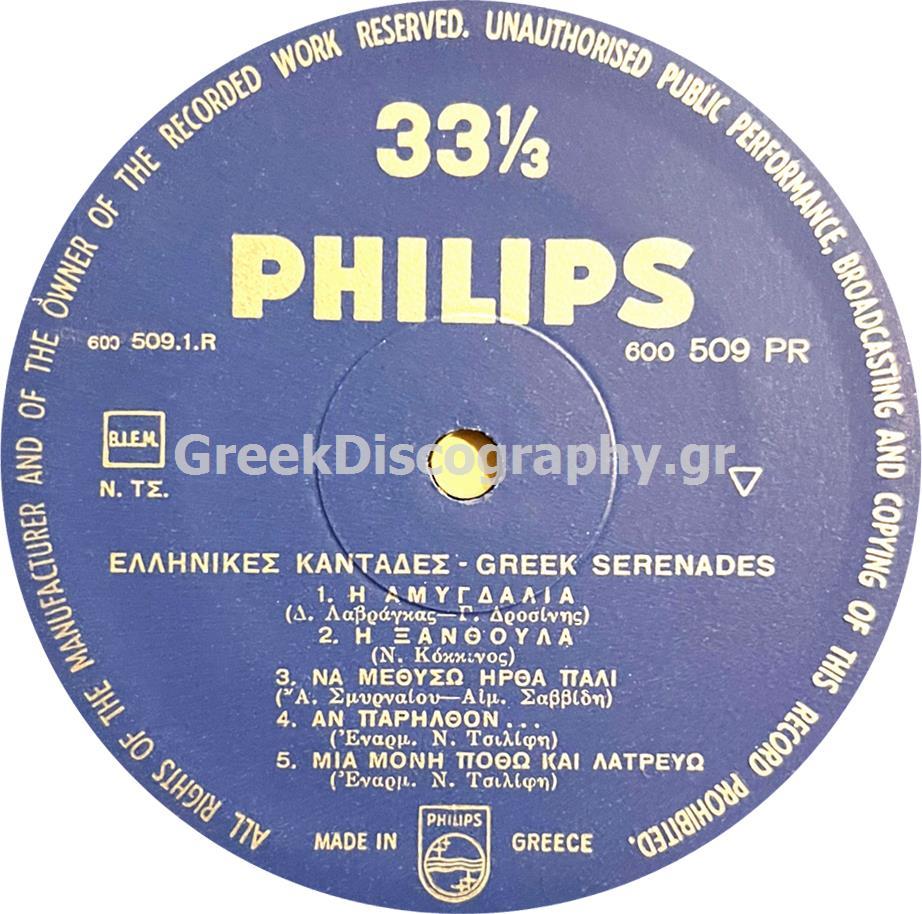 ALL RIGHTS OF THE MANUFACTURER AND OF THE OWNER OF THE RECORDED WORK RESERVED. UNAUTHORISED PUBLIC PERFORMANCE, BROADCASTING AND COPYING OF THIS RECORD PROHIBITED.
33⅓
PHILIPS
600 509.1.R
600 509 PR
B.I.E.M.
GreekDiscography.gr
Ν. ΤΣ.
ΕΛΛΗΝΙΚΕΣ ΚΑΝΤΑΔΕΣ - GREEK SERENADES
1. Η ΑΜΥΓΔΑΛΙΑ
(Δ. Λαβράγκας—Γ. Δροσίνης)
2. Η ΞΑΝΘΟΥΛΑ
(Ν. Κόκκινος)
3. ΝΑ ΜΕΘΥΣΩ ΗΡΘΑ ΠΑΛΙ
(Ἀ. Σμυρναίου—Αἰμ. Σαββίδη)
4. ΑΝ ΠΑΡΗΛΘΟΝ...
(Ἐναρμ. Ν. Τσιλίφη)
5. ΜΙΑ ΜΟΝΗ ΠΟΘΩ ΚΑΙ ΛΑΤΡΕΥΩ
(Ἐναρμ. Ν. Τσιλίφη)
MADE IN GREECE
PHILIPS